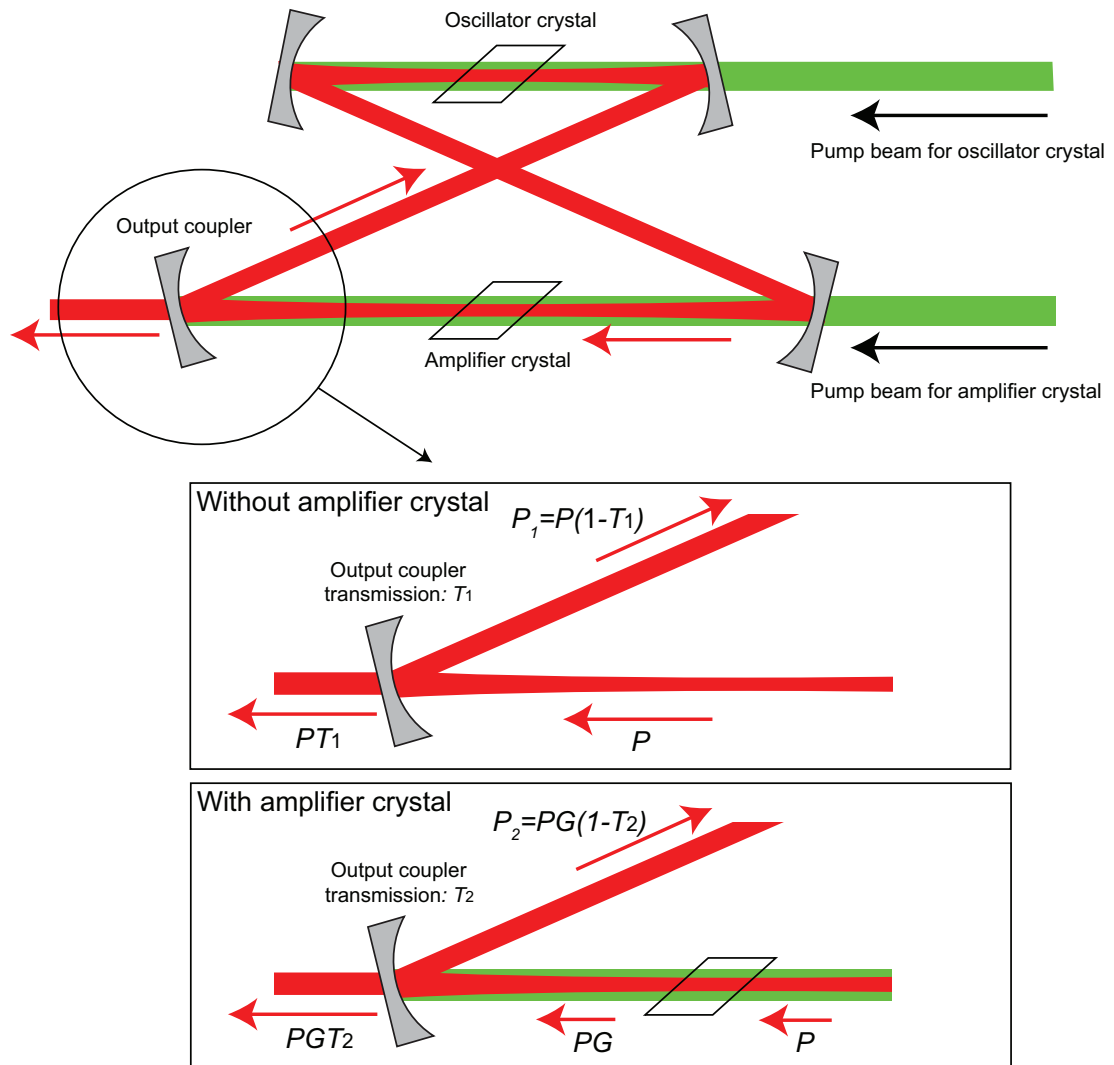 Oscillator crystal
Pump beam for oscillator crystal
Output coupler
Amplifier crystal
Pump beam for amplifier crystal
Without amplifier crystal
P₁=P(1-T₁)
Output coupler
transmission: T₁
PT₁
P
With amplifier crystal
P₂=PG(1-T₂)
Output coupler
transmission: T₂
PGT₂
PG
P